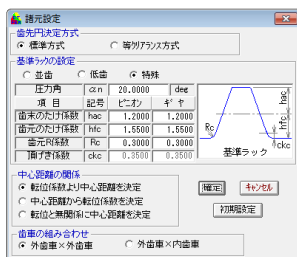 諸元設定
歯先円決定方式
標準方式 等クリアランス方式
基準ラックの設定
並歯 低歯 特殊
圧力角 αn 20.0000 deg
項 目 記号 ピニオン ギ ヤ
歯末のたけ係数 hac 1.2000 1.2000
歯元のたけ係数 hfc 1.5500 1.5500
歯元R係数 Rc 0.3000 0.3000
頂げき係数 ckc 0.3500 0.3500
hac
hfc
Rc
ckc
基準ラック
中心距離の関係
転位係数より中心距離を決定
中心距離から転位係数を決定
転位と無関係に中心距離を決定
確定 キャンセル
初期設定
歯車の組み合わせ
外歯車×外歯車 外歯車×内歯車